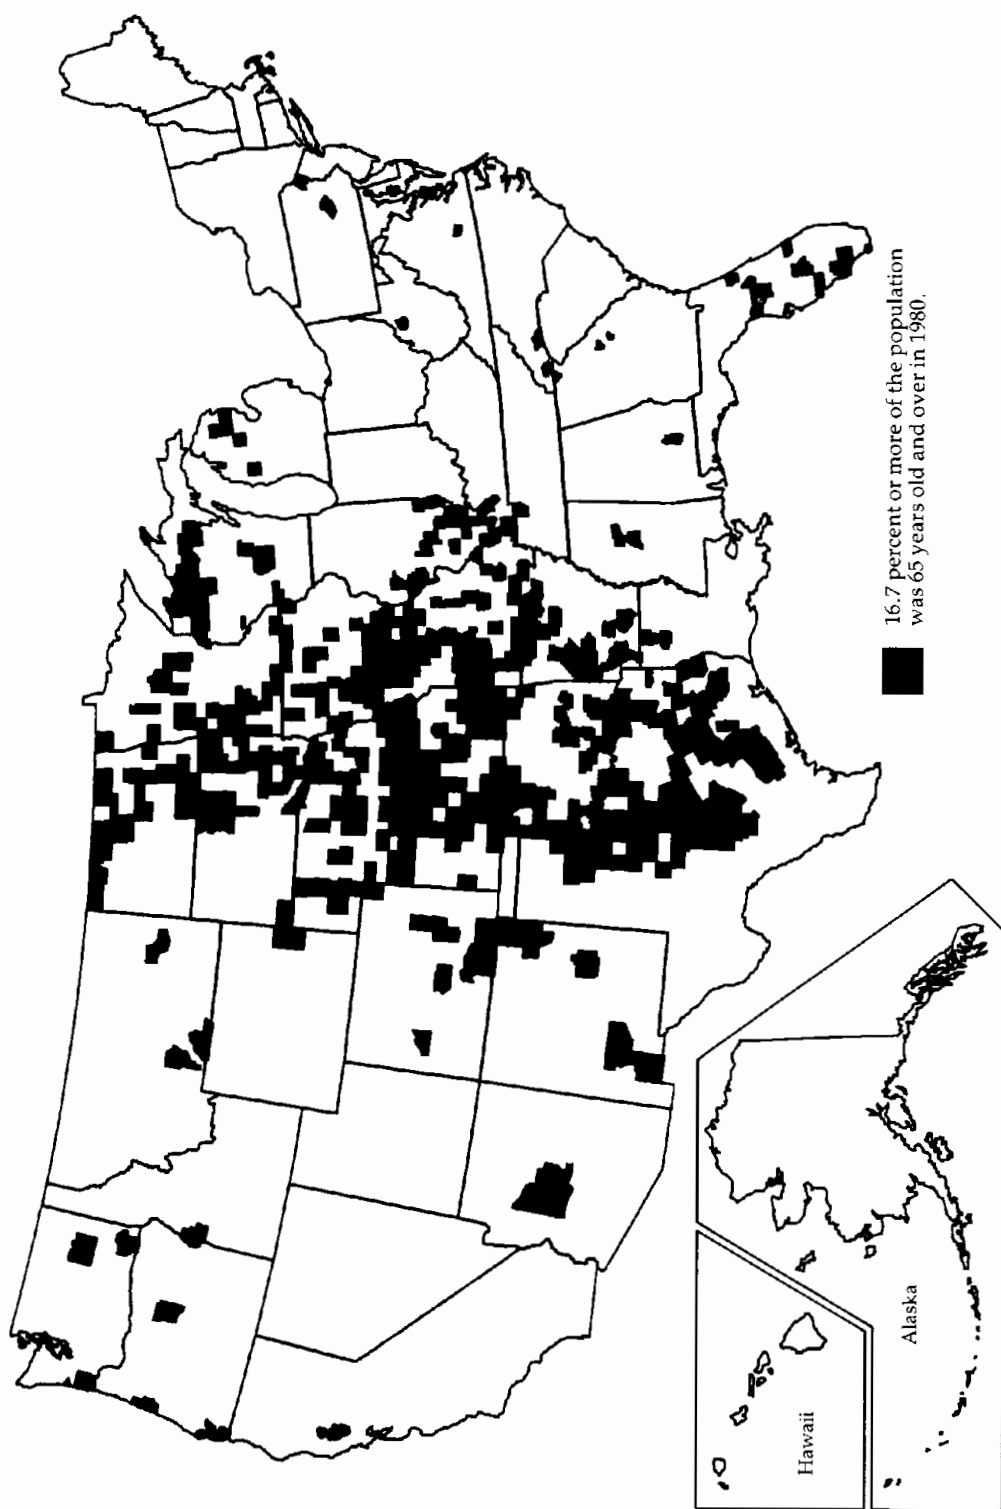 16.7 percent or more of the population
was 65 years old and over in 1980.
Alaska
Hawaii